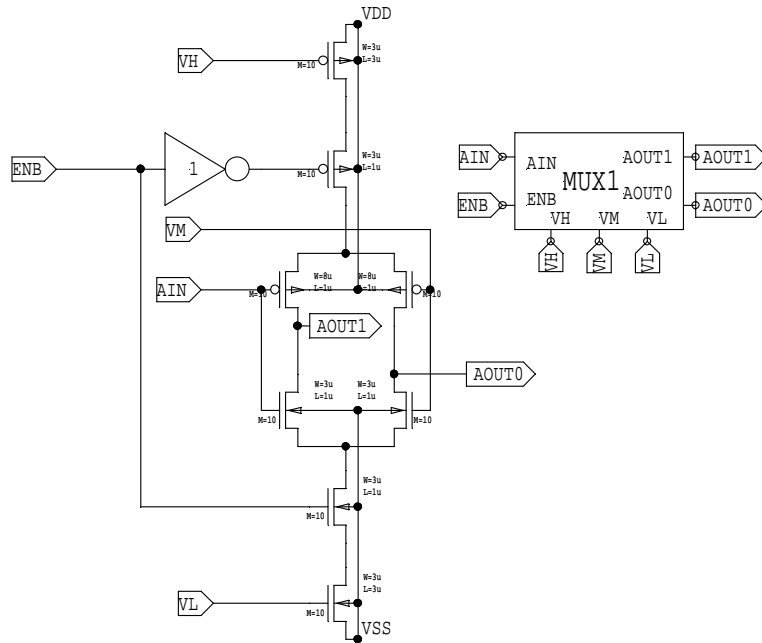 VDD
W=3u
L=3u
VH
M=10
W=3u
L=1u
ENB
1
M=10
VM
W=8u
L=1u
W=8u
L=1u
AIN
M=10
M=10
AOUT1
AOUT0
W=3u
L=1u
W=3u
L=1u
M=10
M=10
W=3u
L=1u
M=10
W=3u
L=3u
VL
M=10
VSS
AIN
AIN
AOUT1
AOUT1
MUX1
ENB
ENB
AOUT0
AOUT0
VH
VM
VL
VH
VM
VL